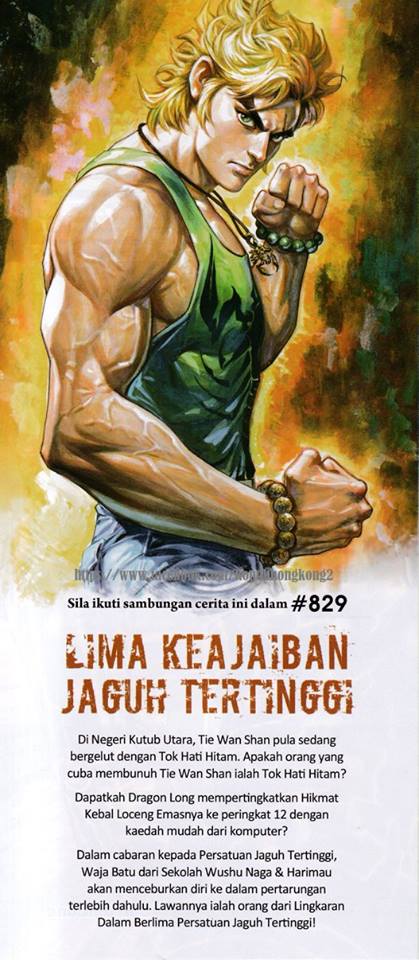 Sila ikuti sambungan cerita ini dalam #829
LIMA KEAJAIBAN
JAGUH TERTINGGI
Di Negeri Kutub Utara, Tie Wan Shan pula sedang
bergelut dengan Tok Hati Hitam. Apakah orang yang
cuba membunuh Tie Wan Shan ialah Tok Hati Hitam?
Dapatkah Dragon Long mempertingkatkan Hikmat
Kebal Loceng Emasnya ke peringkat 12 dengan
kaedah mudah dari komputer?
Dalam cabaran kepada Persatuan Jaguh Tertinggi,
Waja Batu dari Sekolah Wushu Naga & Harimau
akan menceburkan diri ke dalam pertarungan
terlebih dahulu. Lawannya ialah orang dari Lingkaran
Dalam Berlima Persatuan Jaguh Tertinggi!